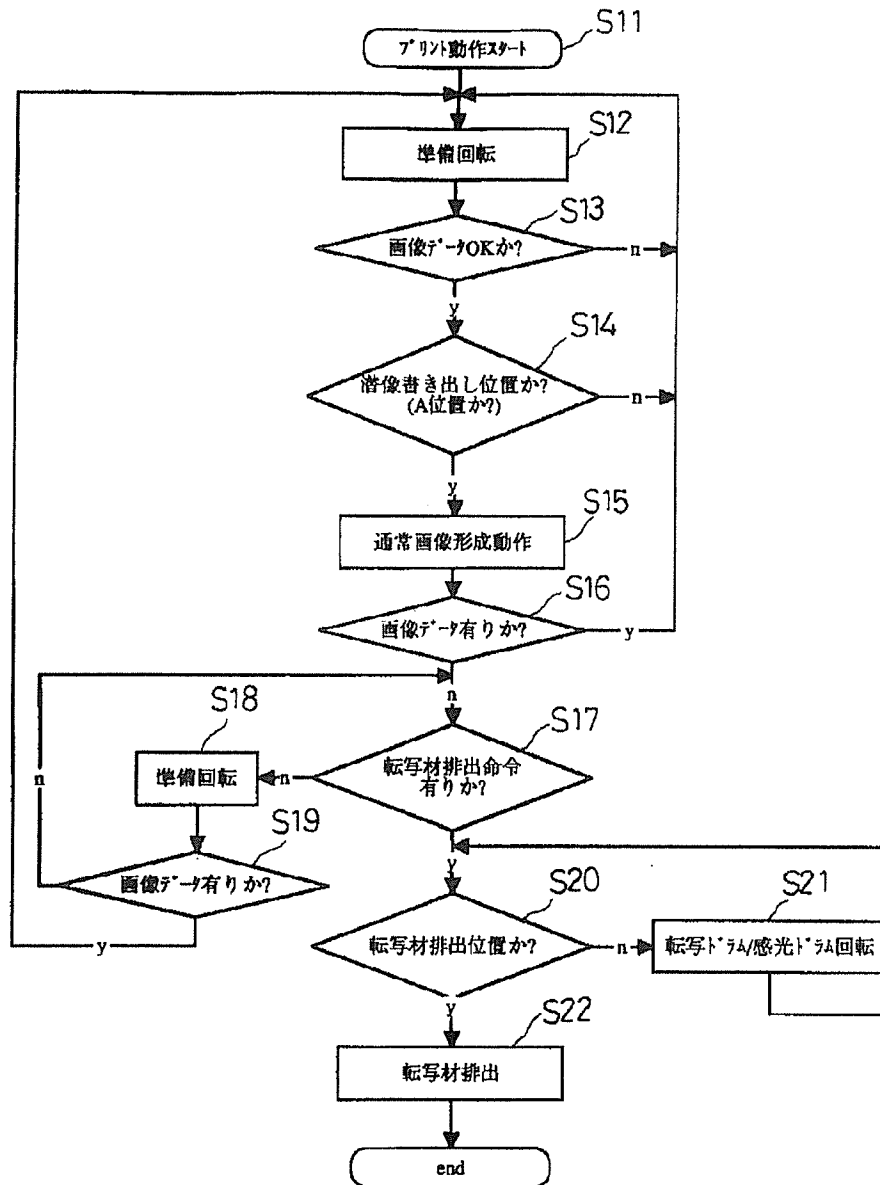 S11
プリント動作スタート
S12
準備回転
S13
画像データOKか?
n
y
S14
潜像書き出し位置か?
(A位置か?)
n
y
S15
通常画像形成動作
S16
画像データ有りか?
y
n
S17
転写材排出命令
有りか?
n
S18
準備回転
n
S19
画像データ有りか?
y
y
S20
転写材排出位置か?
n
S21
転写ドラム/感光ドラム回転
y
S22
転写材排出
end